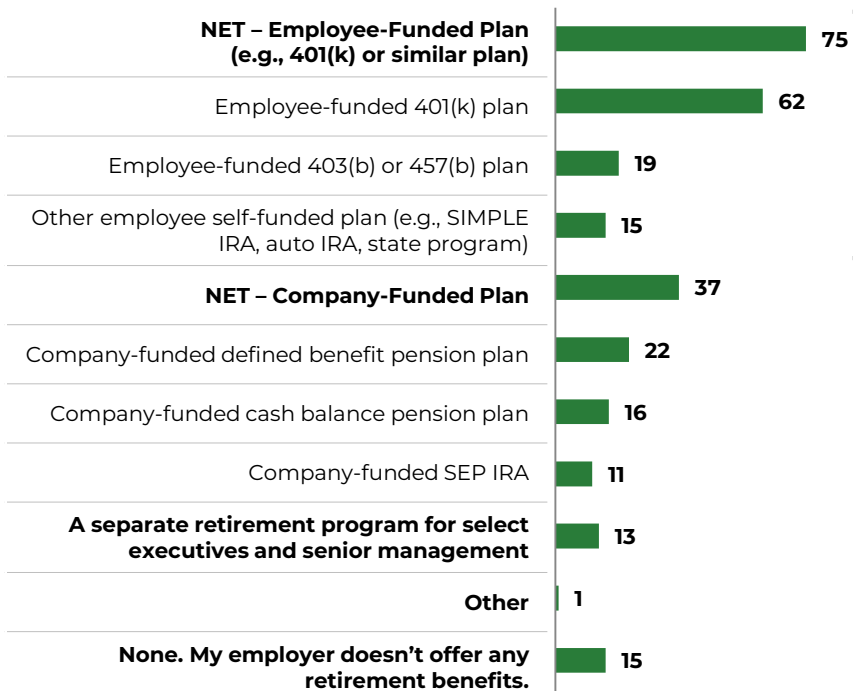 NET – Employee-Funded Plan
(e.g., 401(k) or similar plan)
75
Employee-funded 401(k) plan
62
Employee-funded 403(b) or 457(b) plan
19
Other employee self-funded plan (e.g., SIMPLE
IRA, auto IRA, state program)
15
NET – Company-Funded Plan
37
Company-funded defined benefit pension plan
22
Company-funded cash balance pension plan
16
Company-funded SEP IRA
11
A separate retirement program for select
executives and senior management
13
Other
1
None. My employer doesn’t offer any
retirement benefits.
15